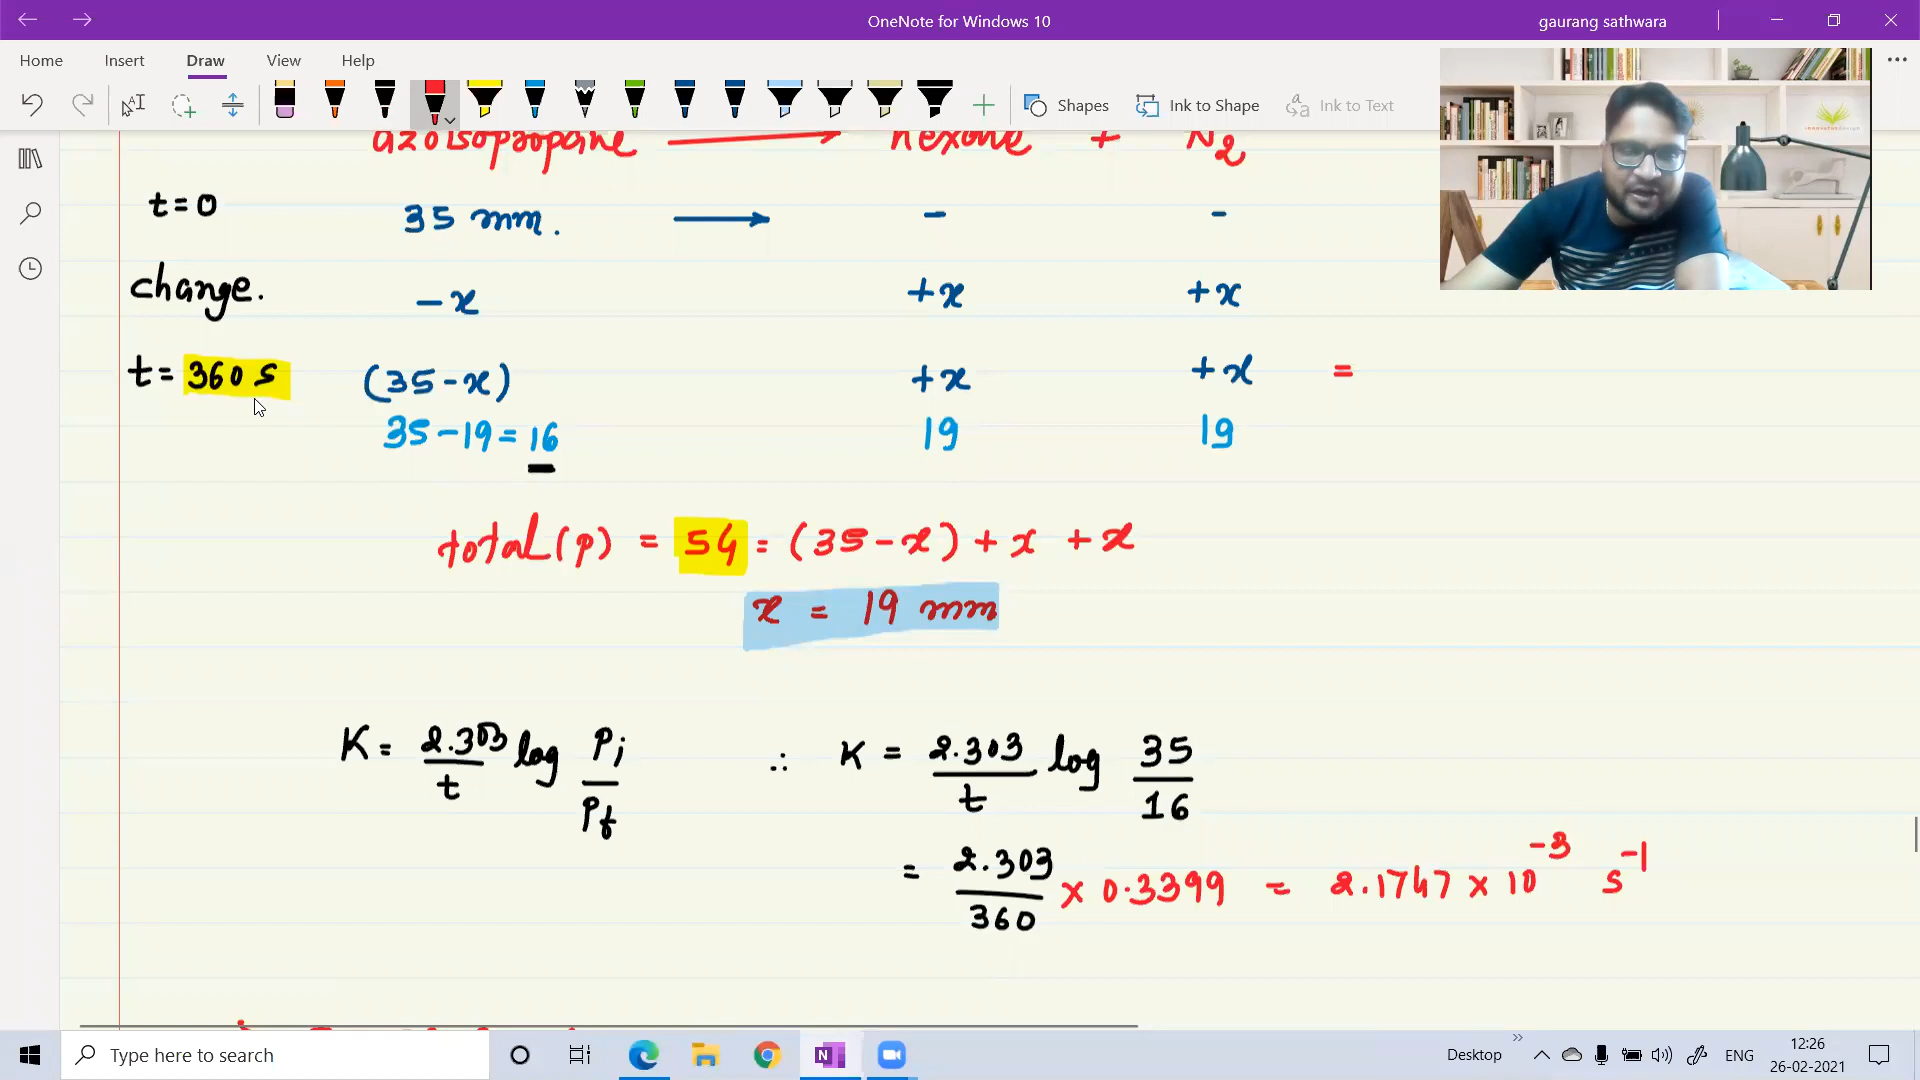 OneNote for Windows 10
gaurang sathwara
Home Insert Draw View Help
Shapes Ink to Shape Ink to Text
azoisopropane ⟶ hexane + N₂
t=0 35 mm. ⟶ - -
change. -x +x +x
t= 360 s (35-x) +x +x =
35-19=16 19 19
total(p) = 54 = (35-x) + x + x
x = 19 mm
K = 2.303/t log Pi/Pf ∴ K = 2.303/t log 35/16
= 2.303/360 × 0.3399 = 2.1747 × 10⁻³ s⁻¹
Type here to search
Desktop
ENG
12:26
26-02-2021